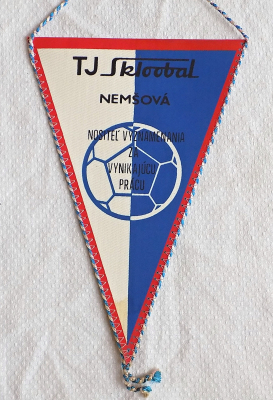 TJ Skloobal
NEMŠOVÁ
NOSITEĽ VYZNAMENANIA
ZA
VYNIKAJÚCU
PRÁCU